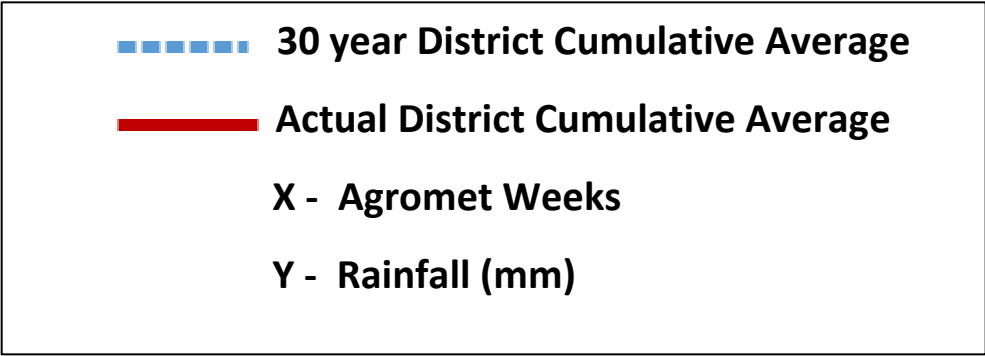 30 year District Cumulative Average
Actual District Cumulative Average
X - Agromet Weeks
Y - Rainfall (mm)